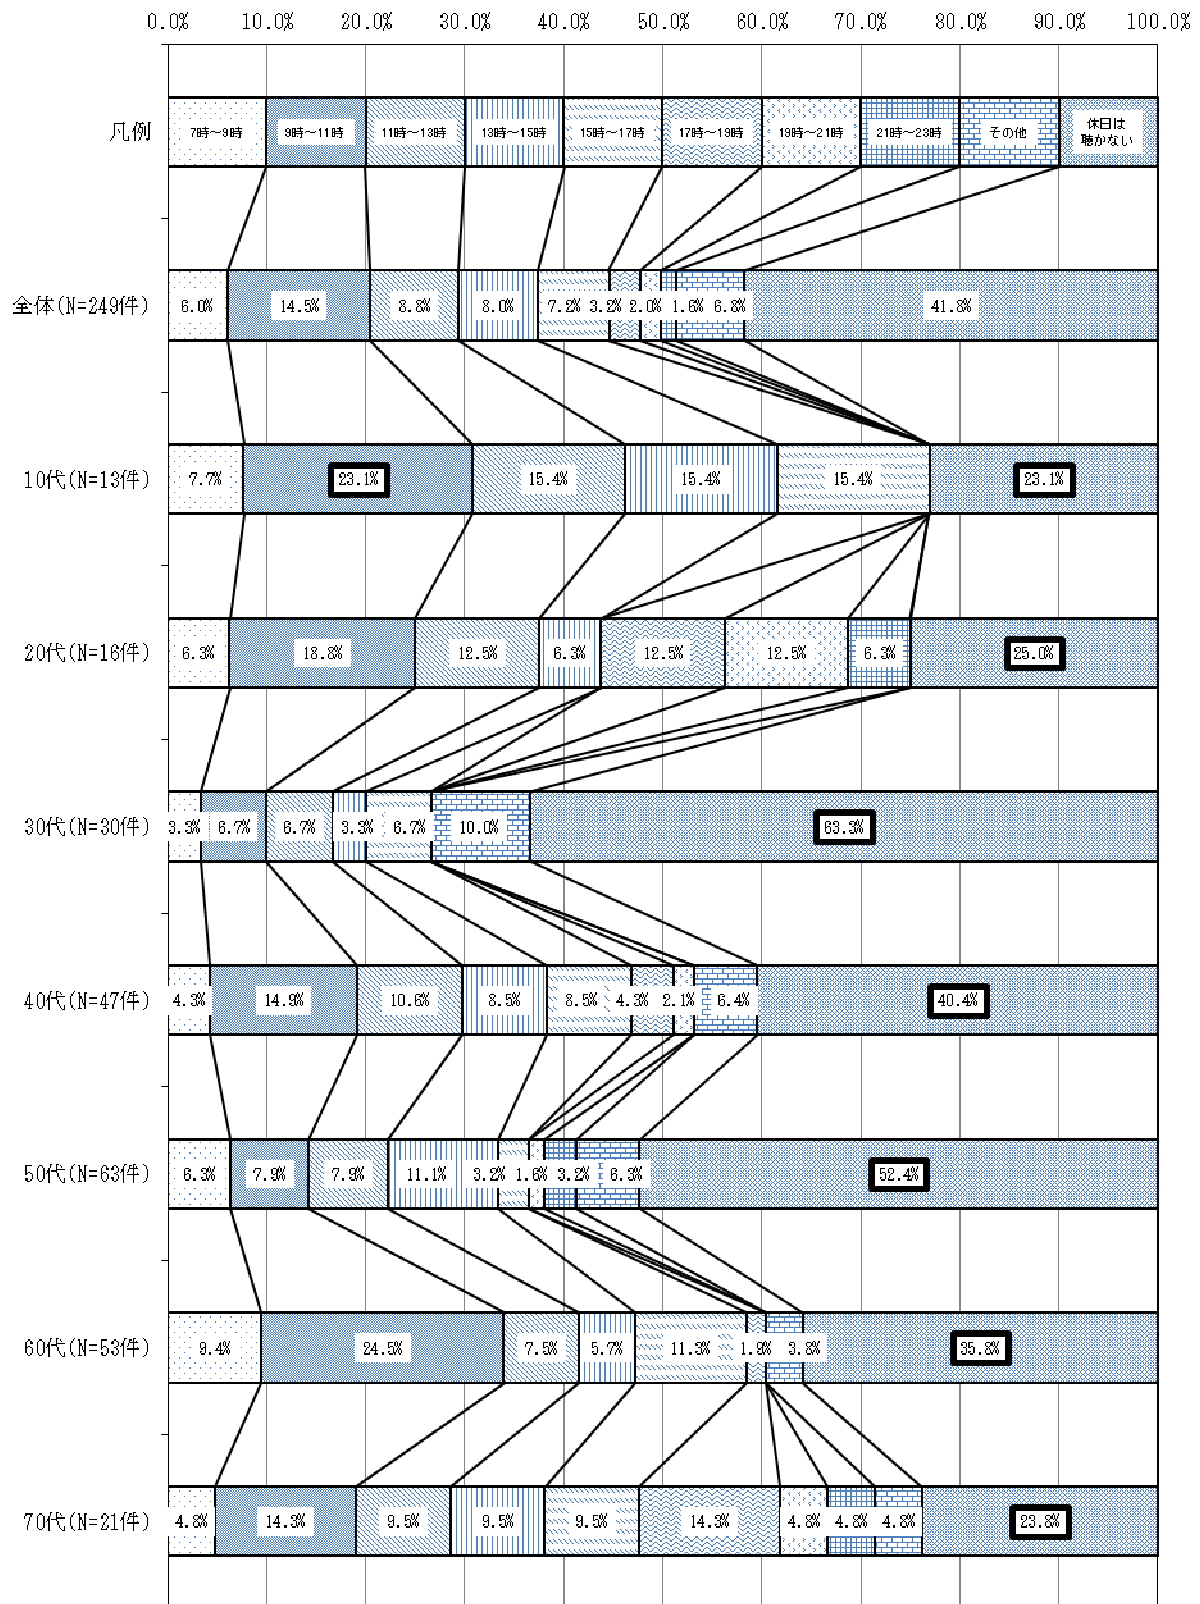 0.0% 10.0% 20.0% 30.0% 40.0% 50.0% 60.0% 70.0% 80.0% 90.0% 100.0%
凡例 7時～9時 9時～11時 11時～13時 13時～15時 15時～17時 17時～19時 19時～21時 21時～23時 その他 休日は
聴かない
全体(N=249件) 6.0% 14.5% 8.8% 8.0% 7.2% 3.2% 2.0% 1.6% 6.8% 41.8%
10代(N=13件) 7.7% 23.1% 15.4% 15.4% 15.4% 23.1%
20代(N=16件) 6.3% 18.8% 12.5% 6.3% 12.5% 12.5% 6.3% 25.0%
30代(N=30件) 3.3% 6.7% 6.7% 3.3% 6.7% 10.0% 63.3%
40代(N=47件) 4.3% 14.9% 10.6% 8.5% 8.5% 4.3% 2.1% 6.4% 40.4%
50代(N=63件) 6.3% 7.9% 7.9% 11.1% 3.2% 1.6% 3.2% 6.3% 52.4%
60代(N=53件) 9.4% 24.5% 7.5% 5.7% 11.3% 1.9% 3.8% 35.8%
70代(N=21件) 4.8% 14.3% 9.5% 9.5% 9.5% 14.3% 4.8% 4.8% 4.8% 23.8%